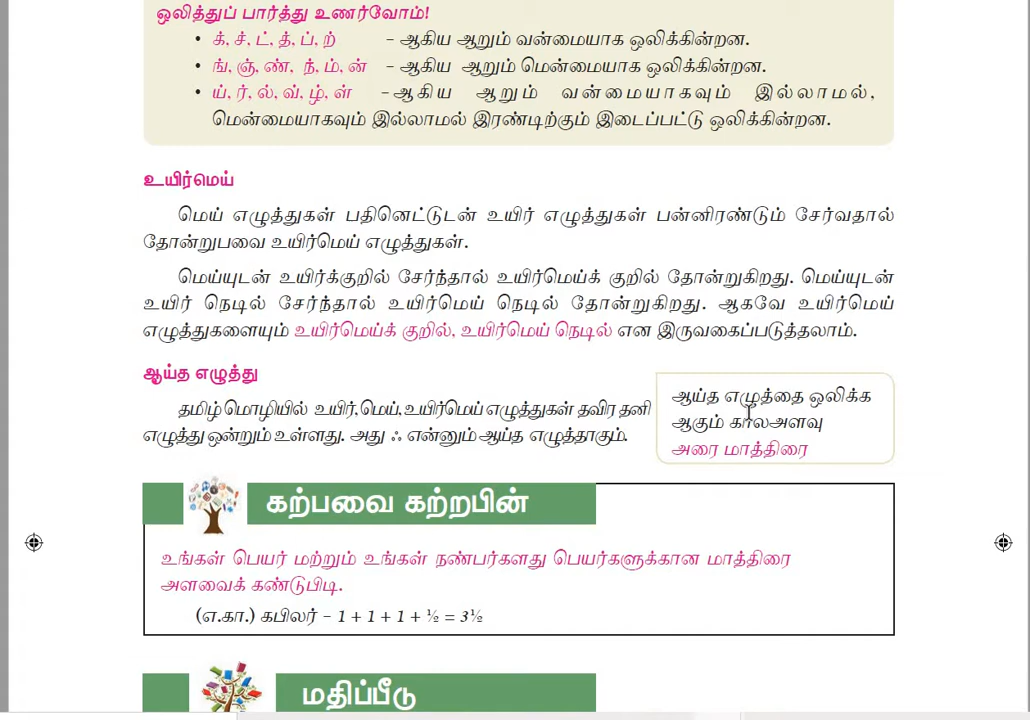 ஒலித்துப் பார்த்து உணர்வோம்!
• க், ச், ட், த், ப், ற் – ஆகிய ஆறும் வன்மையாக ஒலிக்கின்றன.
• ங், ஞ், ண், ந், ம், ன் – ஆகிய ஆறும் மென்மையாக ஒலிக்கின்றன.
• ய், ர், ல், வ், ழ், ள் – ஆகிய ஆறும் வன்மையாகவும் இல்லாமல்,
மென்மையாகவும் இல்லாமல் இரண்டிற்கும் இடைப்பட்டு ஒலிக்கின்றன.
உயிர்மெய்
மெய் எழுத்துகள் பதினெட்டுடன் உயிர் எழுத்துகள் பன்னிரண்டும் சேர்வதால்
தோன்றுபவை உயிர்மெய் எழுத்துகள்.
மெய்யுடன் உயிர்க்குறில் சேர்ந்தால் உயிர்மெய்க் குறில் தோன்றுகிறது. மெய்யுடன்
உயிர் நெடில் சேர்ந்தால் உயிர்மெய் நெடில் தோன்றுகிறது. ஆகவே உயிர்மெய்
எழுத்துகளையும் உயிர்மெய்க் குறில், உயிர்மெய் நெடில் என இருவகைப்படுத்தலாம்.
ஆய்த எழுத்து
தமிழ் மொழியில் உயிர்,மெய்,உயிர்மெய் எழுத்துகள் தவிர தனி
எழுத்து ஒன்றும் உள்ளது. அது ஃ என்னும் ஆய்த எழுத்தாகும்.
ஆய்த எழுத்தை ஒலிக்க
ஆகும் காலஅளவு
அரை மாத்திரை
கற்பவை கற்றபின்
உங்கள் பெயர் மற்றும் உங்கள் நண்பர்களது பெயர்களுக்கான மாத்திரை
அளவைக் கண்டுபிடி.
(எ.கா.) கபிலர் – 1 + 1 + 1 + ½ = 3½
மதிப்பீடு